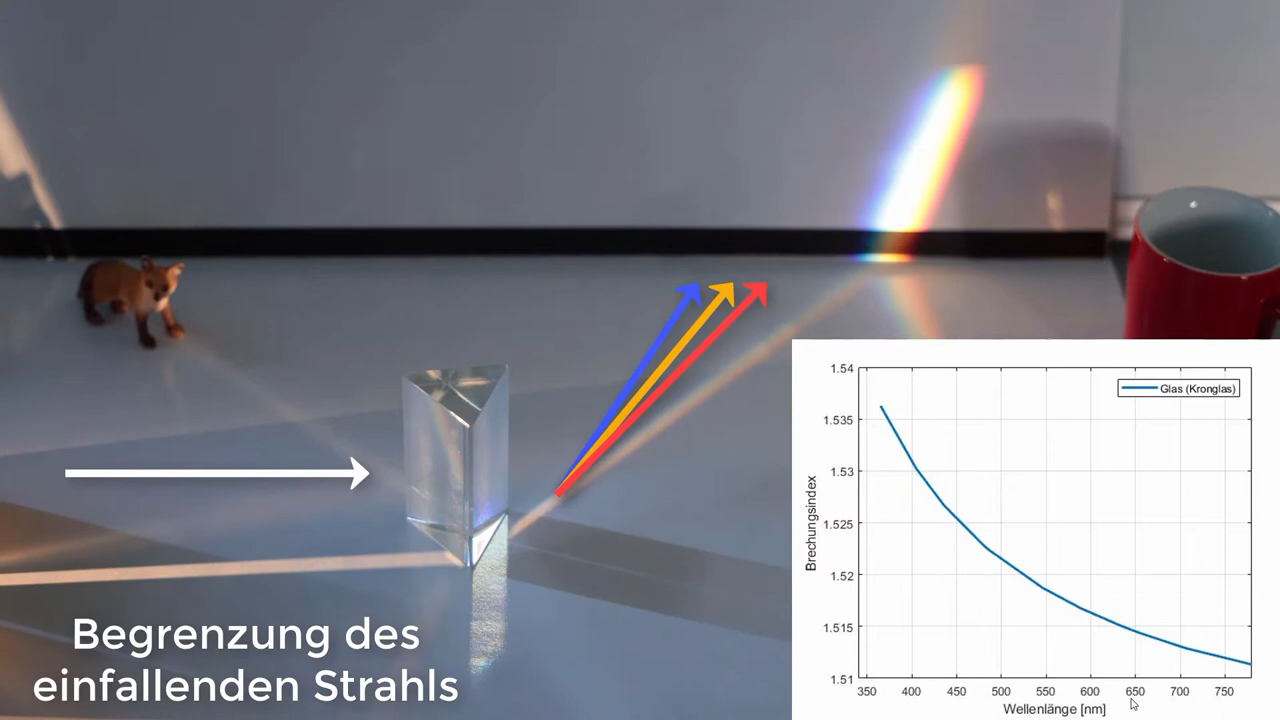 Begrenzung des
einfallenden Strahls
Glas (Kronglas)
Brechungsindex
1.54
1.535
1.53
1.525
1.52
1.515
1.51
350 400 450 500 550 600 650 700 750
Wellenlänge [nm]